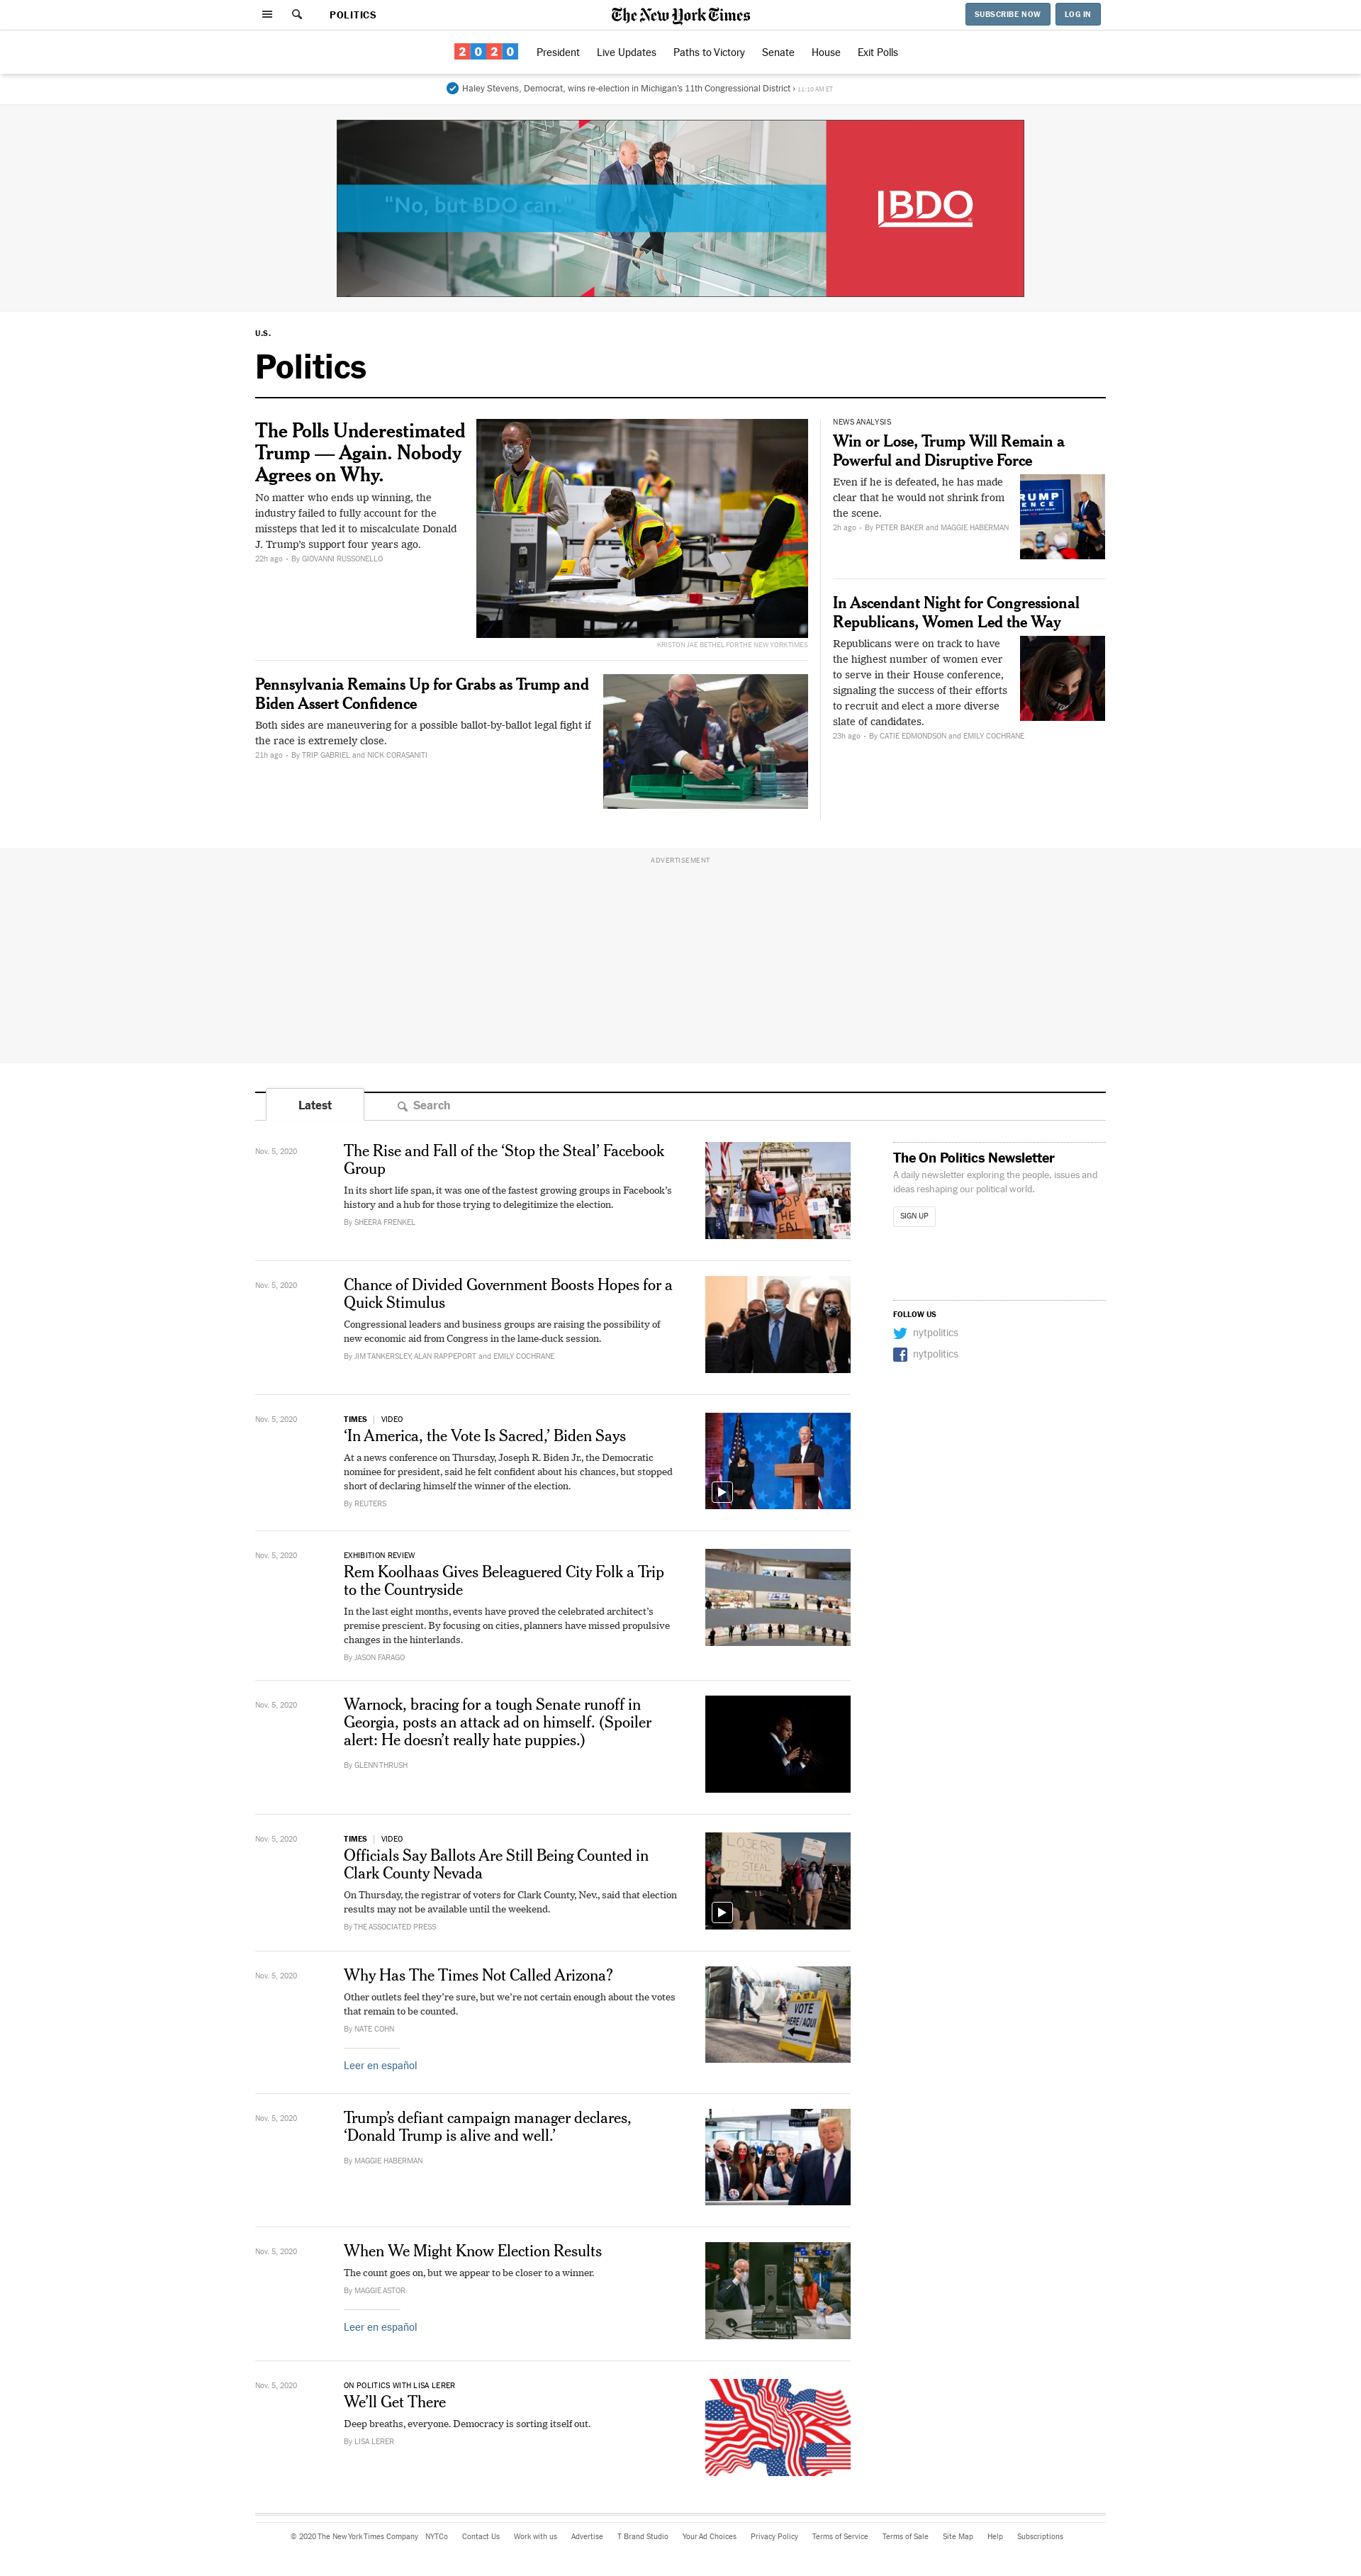 POLITICS
The New York Times
SUBSCRIBE NOW
LOG IN
2020
President
Live Updates
Paths to Victory
Senate
House
Exit Polls
Haley Stevens, Democrat, wins re-election in Michigan's 11th Congressional District › 11:10 AM ET
"No, but BDO can."
BDO
U.S.
Politics
The Polls Underestimated
Trump — Again. Nobody
Agrees on Why.
No matter who ends up winning, the
industry failed to fully account for the
missteps that led it to miscalculate Donald
J. Trump's support four years ago.
22h ago • By GIOVANNI RUSSONELLO
KRISTON JAE BETHEL FOR THE NEW YORK TIMES
Pennsylvania Remains Up for Grabs as Trump and
Biden Assert Confidence
Both sides are maneuvering for a possible ballot-by-ballot legal fight if
the race is extremely close.
21h ago • By TRIP GABRIEL and NICK CORASANITI
NEWS ANALYSIS
Win or Lose, Trump Will Remain a
Powerful and Disruptive Force
Even if he is defeated, he has made
clear that he would not shrink from
the scene.
2h ago • By PETER BAKER and MAGGIE HABERMAN
In Ascendant Night for Congressional
Republicans, Women Led the Way
Republicans were on track to have
the highest number of women ever
to serve in their House conference,
signaling the success of their efforts
to recruit and elect a more diverse
slate of candidates.
23h ago • By CATIE EDMONDSON and EMILY COCHRANE
ADVERTISEMENT
Latest
Search
Nov. 5, 2020
The Rise and Fall of the 'Stop the Steal' Facebook
Group
In its short life span, it was one of the fastest growing groups in Facebook's
history and a hub for those trying to delegitimize the election.
By SHEERA FRENKEL
The On Politics Newsletter
A daily newsletter exploring the people, issues and
ideas reshaping our political world.
SIGN UP
FOLLOW US
nytpolitics
nytpolitics
Nov. 5, 2020
Chance of Divided Government Boosts Hopes for a
Quick Stimulus
Congressional leaders and business groups are raising the possibility of
new economic aid from Congress in the lame-duck session.
By JIM TANKERSLEY, ALAN RAPPEPORT and EMILY COCHRANE
Nov. 5, 2020
TIMES | VIDEO
'In America, the Vote Is Sacred,' Biden Says
At a news conference on Thursday, Joseph R. Biden Jr., the Democratic
nominee for president, said he felt confident about his chances, but stopped
short of declaring himself the winner of the election.
By REUTERS
Nov. 5, 2020
EXHIBITION REVIEW
Rem Koolhaas Gives Beleaguered City Folk a Trip
to the Countryside
In the last eight months, events have proved the celebrated architect's
premise prescient. By focusing on cities, planners have missed propulsive
changes in the hinterlands.
By JASON FARAGO
Nov. 5, 2020
Warnock, bracing for a tough Senate runoff in
Georgia, posts an attack ad on himself. (Spoiler
alert: He doesn't really hate puppies.)
By GLENN THRUSH
Nov. 5, 2020
TIMES | VIDEO
Officials Say Ballots Are Still Being Counted in
Clark County Nevada
On Thursday, the registrar of voters for Clark County, Nev., said that election
results may not be available until the weekend.
By THE ASSOCIATED PRESS
LOSERS
Nov. 5, 2020
Why Has The Times Not Called Arizona?
Other outlets feel they're sure, but we're not certain enough about the votes
that remain to be counted.
By NATE COHN
Leer en español
VOTE
HERE / AQUI
Nov. 5, 2020
Trump's defiant campaign manager declares,
'Donald Trump is alive and well.'
By MAGGIE HABERMAN
Nov. 5, 2020
When We Might Know Election Results
The count goes on, but we appear to be closer to a winner.
By MAGGIE ASTOR
Leer en español
Nov. 5, 2020
ON POLITICS WITH LISA LERER
We'll Get There
Deep breaths, everyone. Democracy is sorting itself out.
By LISA LERER
© 2020 The New York Times Company NYTCo Contact Us Work with us Advertise T Brand Studio Your Ad Choices Privacy Policy Terms of Service Terms of Sale Site Map Help Subscriptions